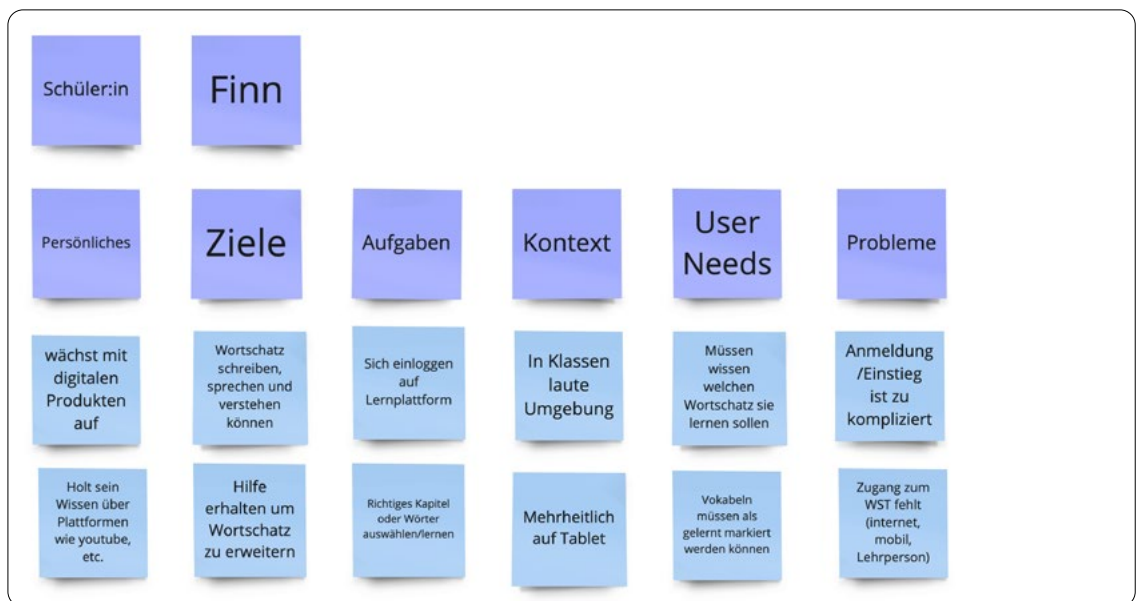 Schüler:in
Finn
Persönliches
Ziele
Aufgaben
Kontext
User
Needs
Probleme
wächst mit
digitalen
Produkten
auf
Wortschatz
schreiben,
sprechen und
verstehen
können
Sich einloggen
auf
Lernplattform
In Klassen
laute
Umgebung
Müssen
wissen
welchen
Wortschatz sie
lernen sollen
Anmeldung
/Einstieg
ist zu
kompliziert
Holt sein
Wissen über
Plattformen
wie youtube,
etc.
Hilfe
erhalten um
Wortschatz
zu erweitern
Richtiges Kapitel
oder Wörter
auswählen/lernen
Mehrheitlich
auf Tablet
Vokabeln
müssen als
gelernt markiert
werden können
Zugang zum
WST fehlt
(internet,
mobil,
Lehrperson)